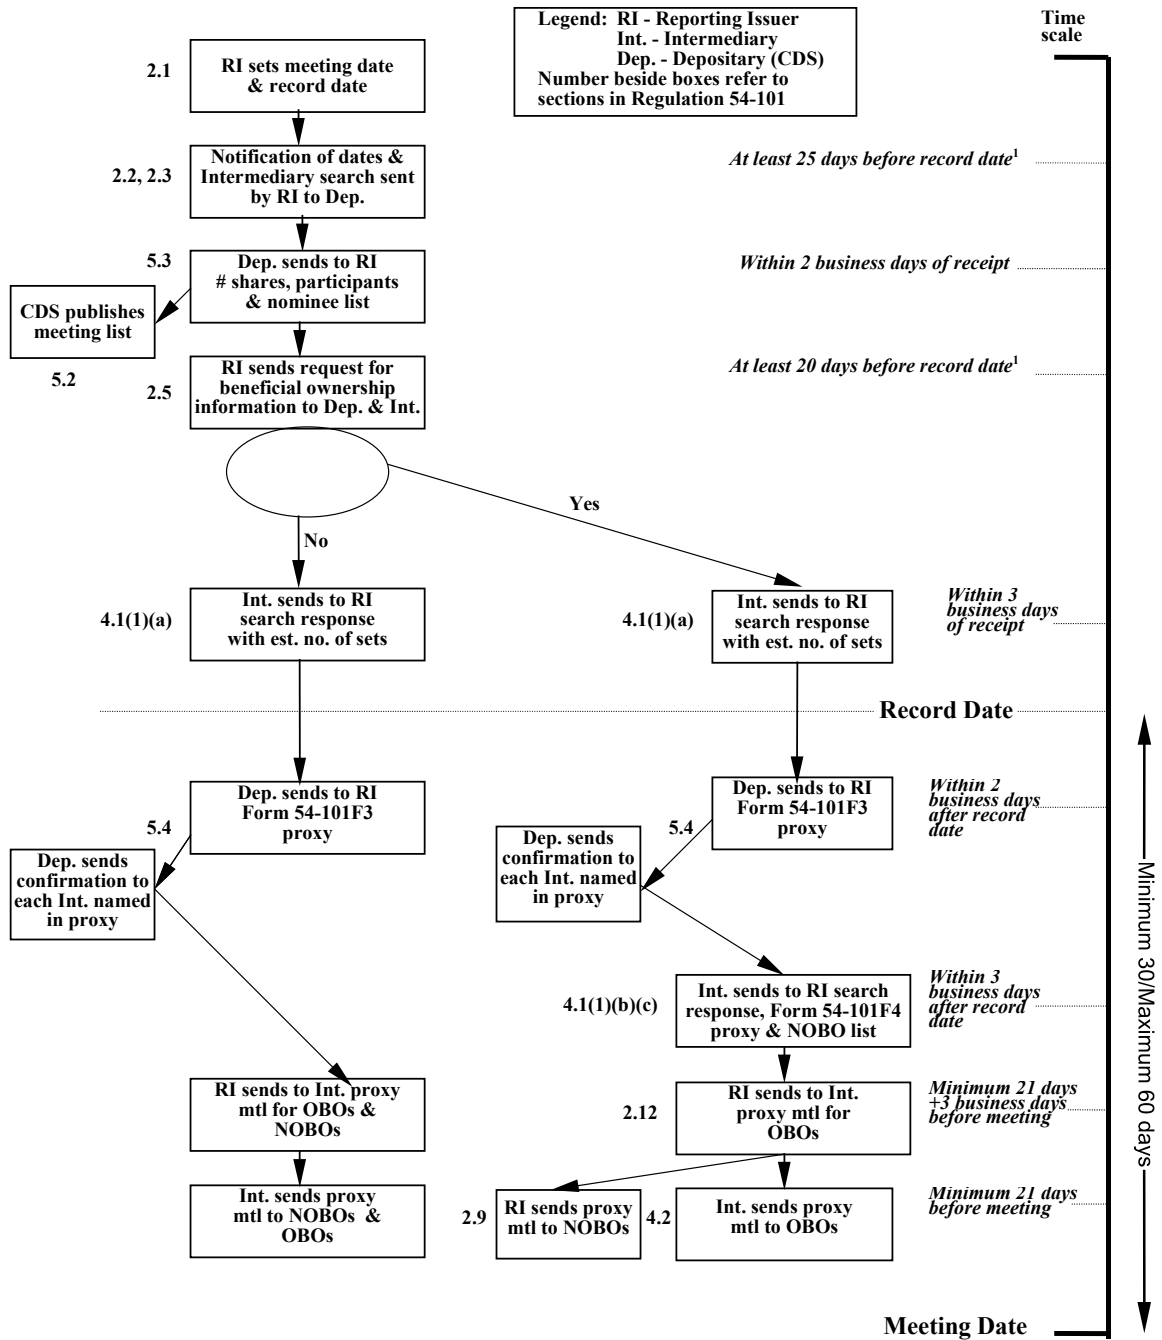 Legend: RI - Reporting Issuer
Int. - Intermediary
Dep. - Depositary (CDS)
Number beside boxes refer to
sections in Regulation 54-101
Time
scale
2.1
RI sets meeting date
& record date
2.2, 2.3
Notification of dates &
Intermediary search sent
by RI to Dep.
At least 25 days before record date1
5.3
Dep. sends to RI
# shares, participants
& nominee list
Within 2 business days of receipt
CDS publishes
meeting list
5.2
2.5
RI sends request for
beneficial ownership
information to Dep. & Int.
At least 20 days before record date1
Yes
No
4.1(1)(a)
Int. sends to RI
search response
with est. no. of sets
4.1(1)(a)
Int. sends to RI
search response
with est. no. of sets
Within 3
business days
of receipt
Record Date
Dep. sends to RI
Form 54-101F3
proxy
5.4
Dep. sends
confirmation to
each Int. named
in proxy
Dep. sends to RI
Form 54-101F3
proxy
5.4
Dep. sends
confirmation to
each Int. named
in proxy
Within 2
business days
after record
date
4.1(1)(b)(c)
Int. sends to RI search
response, Form 54-101F4
proxy & NOBO list
Within 3
business days
after record
date
RI sends to Int. proxy
mtl for OBOs &
NOBOs
2.12
RI sends to Int.
proxy mtl for
OBOs
Minimum 21 days
+3 business days
before meeting
Int. sends proxy
mtl to NOBOs &
OBOs
2.9
RI sends proxy
mtl to NOBOs
4.2
Int. sends proxy
mtl to OBOs
Minimum 21 days
before meeting
Minimum 30/Maximum 60 days
Meeting Date